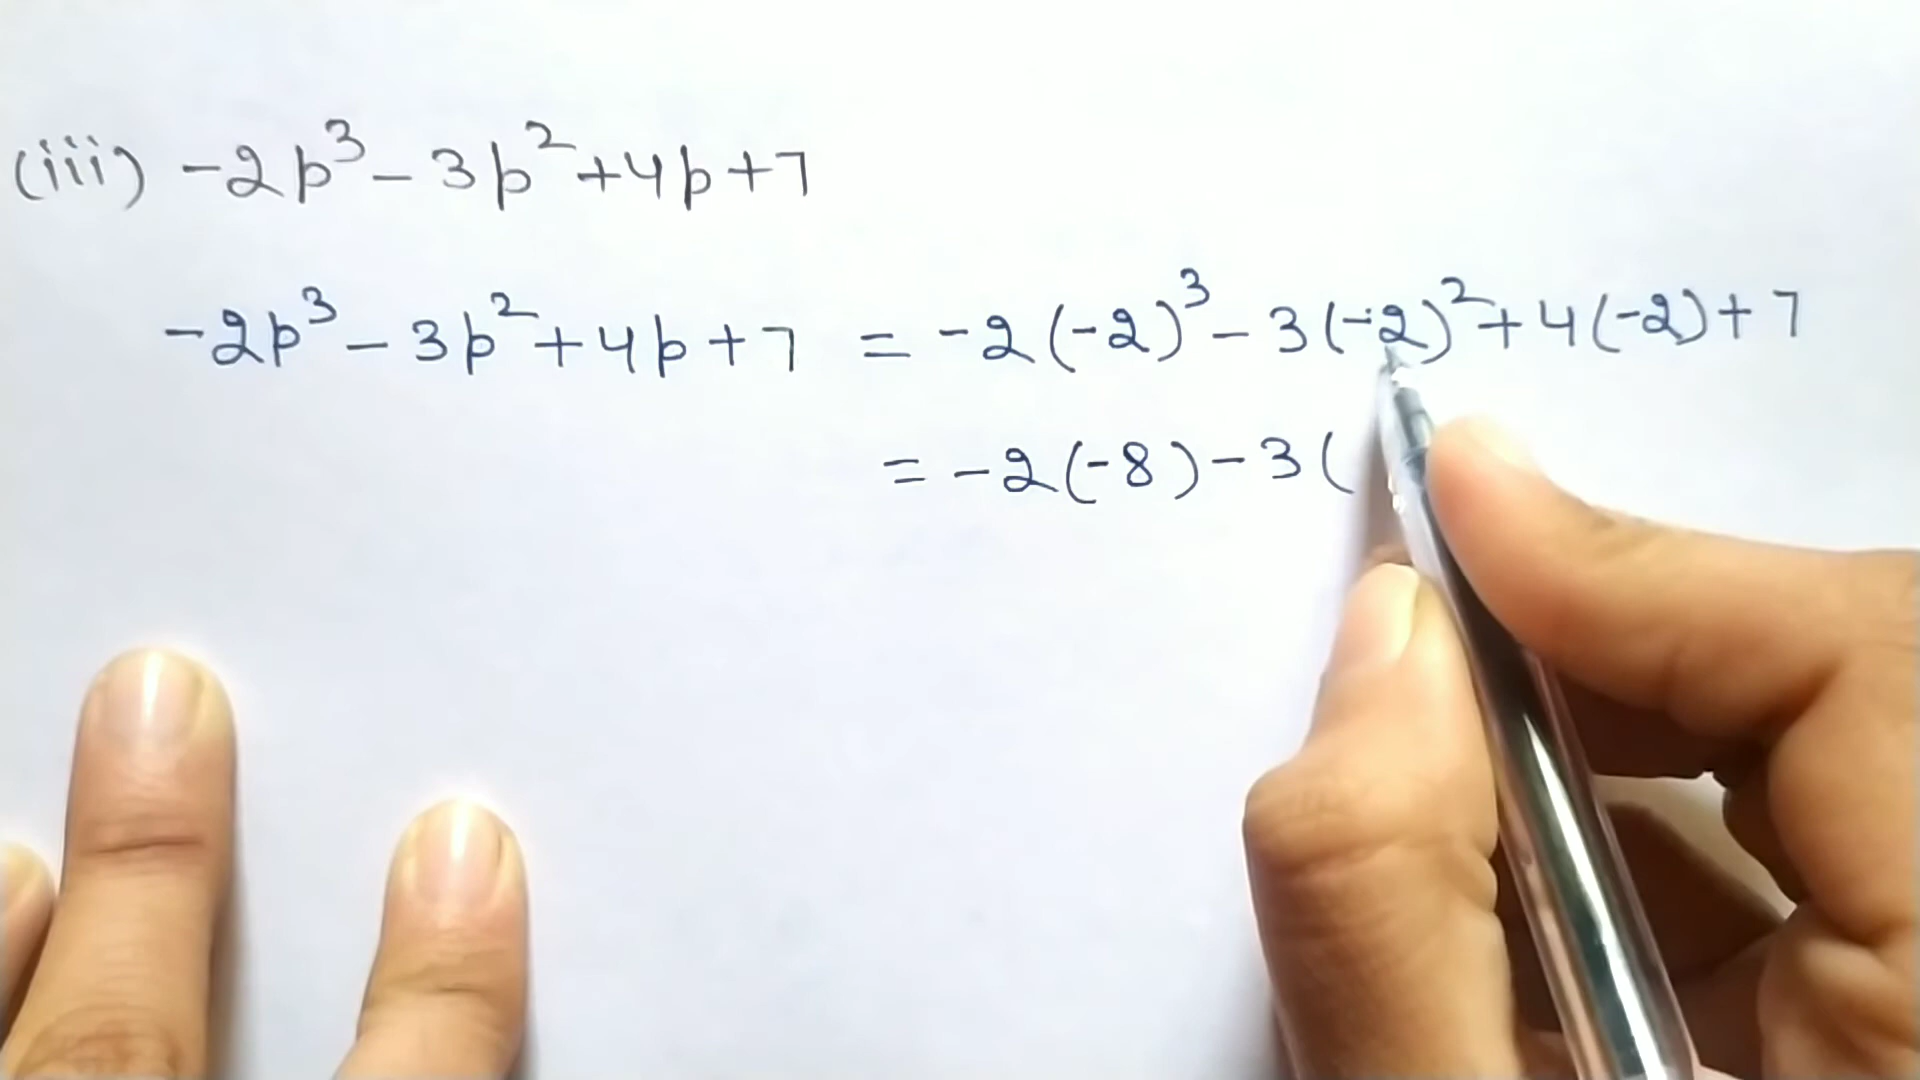 (iii) -2p³ - 3p² + 4p + 7
-2p³ - 3p² + 4p + 7 = -2(-2)³ - 3(-2)² + 4(-2) + 7
= -2(-8) - 3(